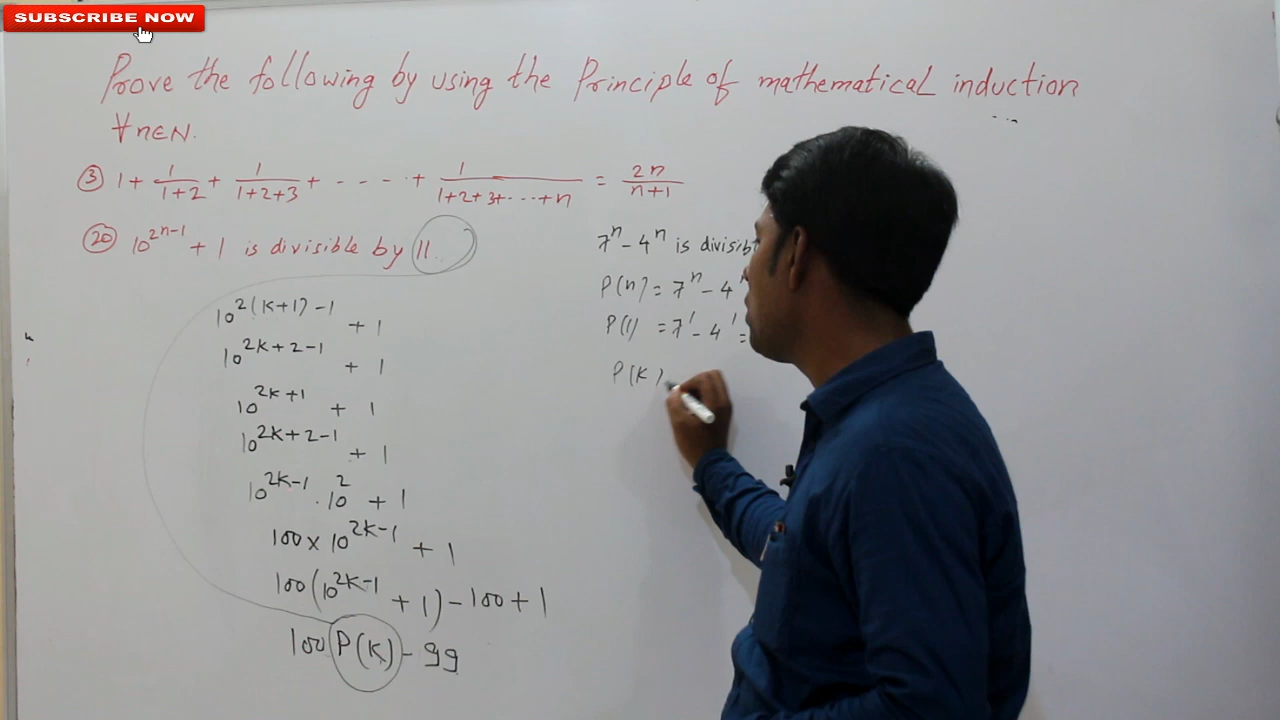 SUBSCRIBE NOW
Prove the following by using the Principle of mathematical induction
∀n∈N.
③ 1 + 1/(1+2) + 1/(1+2+3) + - - - - + 1/(1+2+3+...+n) = 2n/(n+1)
⑳ 10^(2n-1) + 1 is divisible by 11.
10^(2(K+1)-1) + 1
10^(2K+2-1) + 1
10^(2K+1) + 1
10^(2K+2-1) + 1
10^(2K-1) . 10^2 + 1
100 × 10^(2K-1) + 1
100(10^(2K-1) + 1) - 100 + 1
100 P(K) - 99
7^n - 4^n is
P(n) = 7^n - 4
P(1) = 7^1 - 4^1 =
P(K)